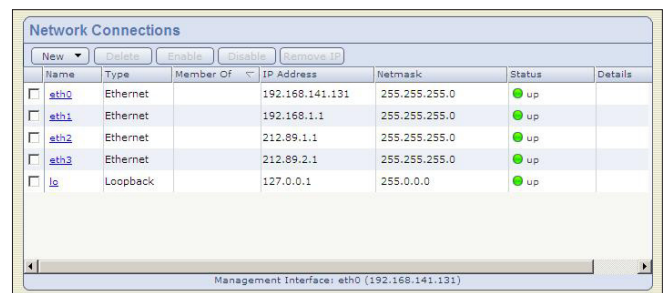 Network Connections
New Delete Enable Disable Remove IP
Name Type Member Of IP Address Netmask Status Details
eth0 Ethernet 192.168.141.131 255.255.255.0 up
eth1 Ethernet 192.168.1.1 255.255.255.0 up
eth2 Ethernet 212.89.1.1 255.255.255.0 up
eth3 Ethernet 212.89.2.1 255.255.255.0 up
lo Loopback 127.0.0.1 255.0.0.0 up
Management Interface: eth0 (192.168.141.131)